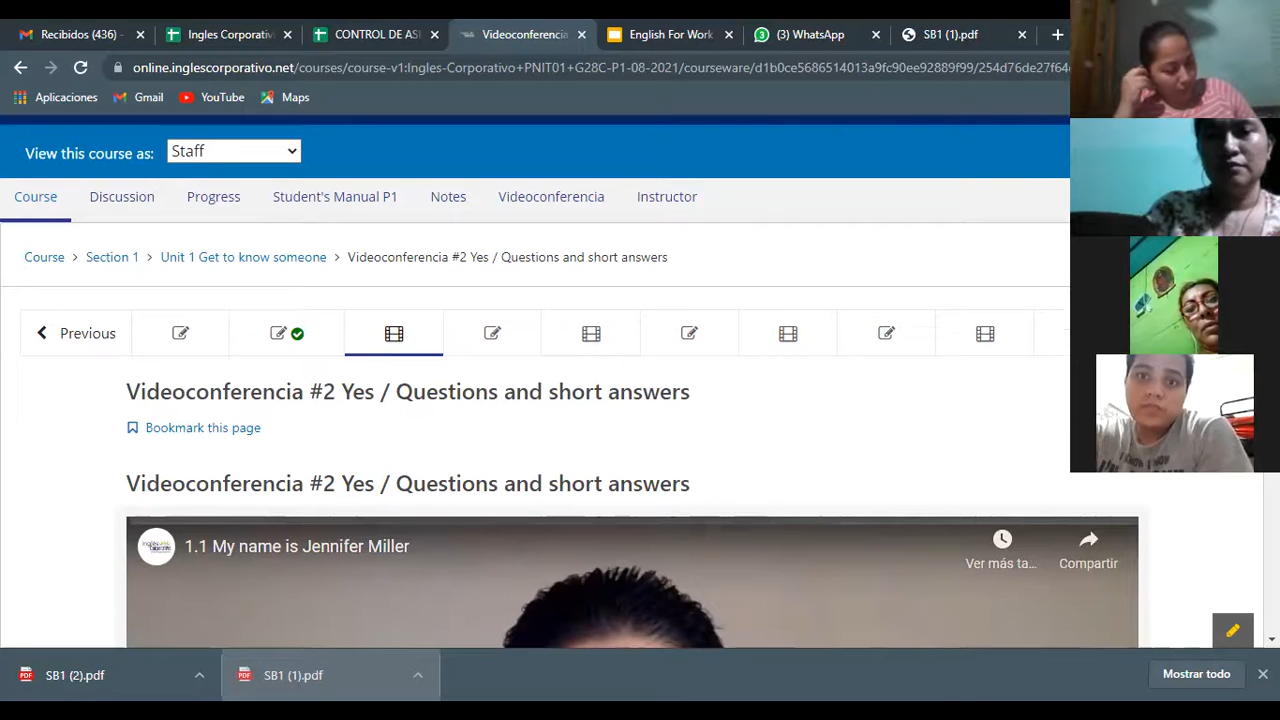 Recibidos (436) -
Ingles Corporativ
CONTROL DE ASI
Videoconferencia
English For Work
(3) WhatsApp
SB1 (1).pdf
online.inglescorporativo.net/courses/course-v1:Ingles-Corporativo+PNIT01+G28C-P1-08-2021/courseware/d1b0ce5686514013a9fc90ee92889f99/254d76de27f64
Aplicaciones
Gmail
YouTube
Maps
View this course as:
Staff
Course
Discussion
Progress
Student's Manual P1
Notes
Videoconferencia
Instructor
Course > Section 1 > Unit 1 Get to know someone > Videoconferencia #2 Yes / Questions and short answers
Previous
Videoconferencia #2 Yes / Questions and short answers
Bookmark this page
Videoconferencia #2 Yes / Questions and short answers
1.1 My name is Jennifer Miller
Ver más ta...
Compartir
SB1 (2).pdf
SB1 (1).pdf
Mostrar todo